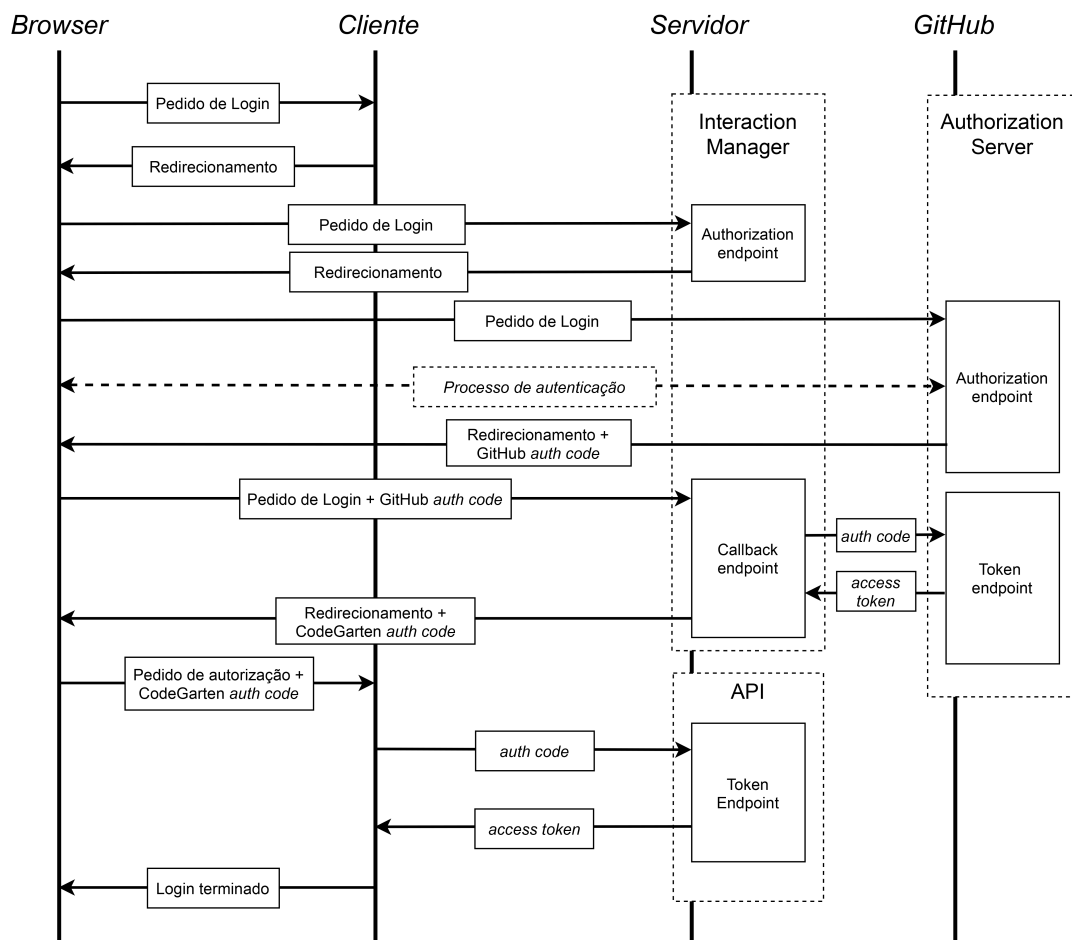 Browser
Cliente
Servidor
GitHub
Pedido de Login
Interaction
Manager
Authorization
Server
Redirecionamento
Pedido de Login
Authorization
endpoint
Redirecionamento
Pedido de Login
Processo de autenticação
Authorization
endpoint
Redirecionamento +
GitHub auth code
Pedido de Login + GitHub auth code
Callback
endpoint
auth code
access
token
Token
endpoint
Redirecionamento +
CodeGarten auth code
Pedido de autorização +
CodeGarten auth code
API
auth code
Token
Endpoint
access token
Login terminado